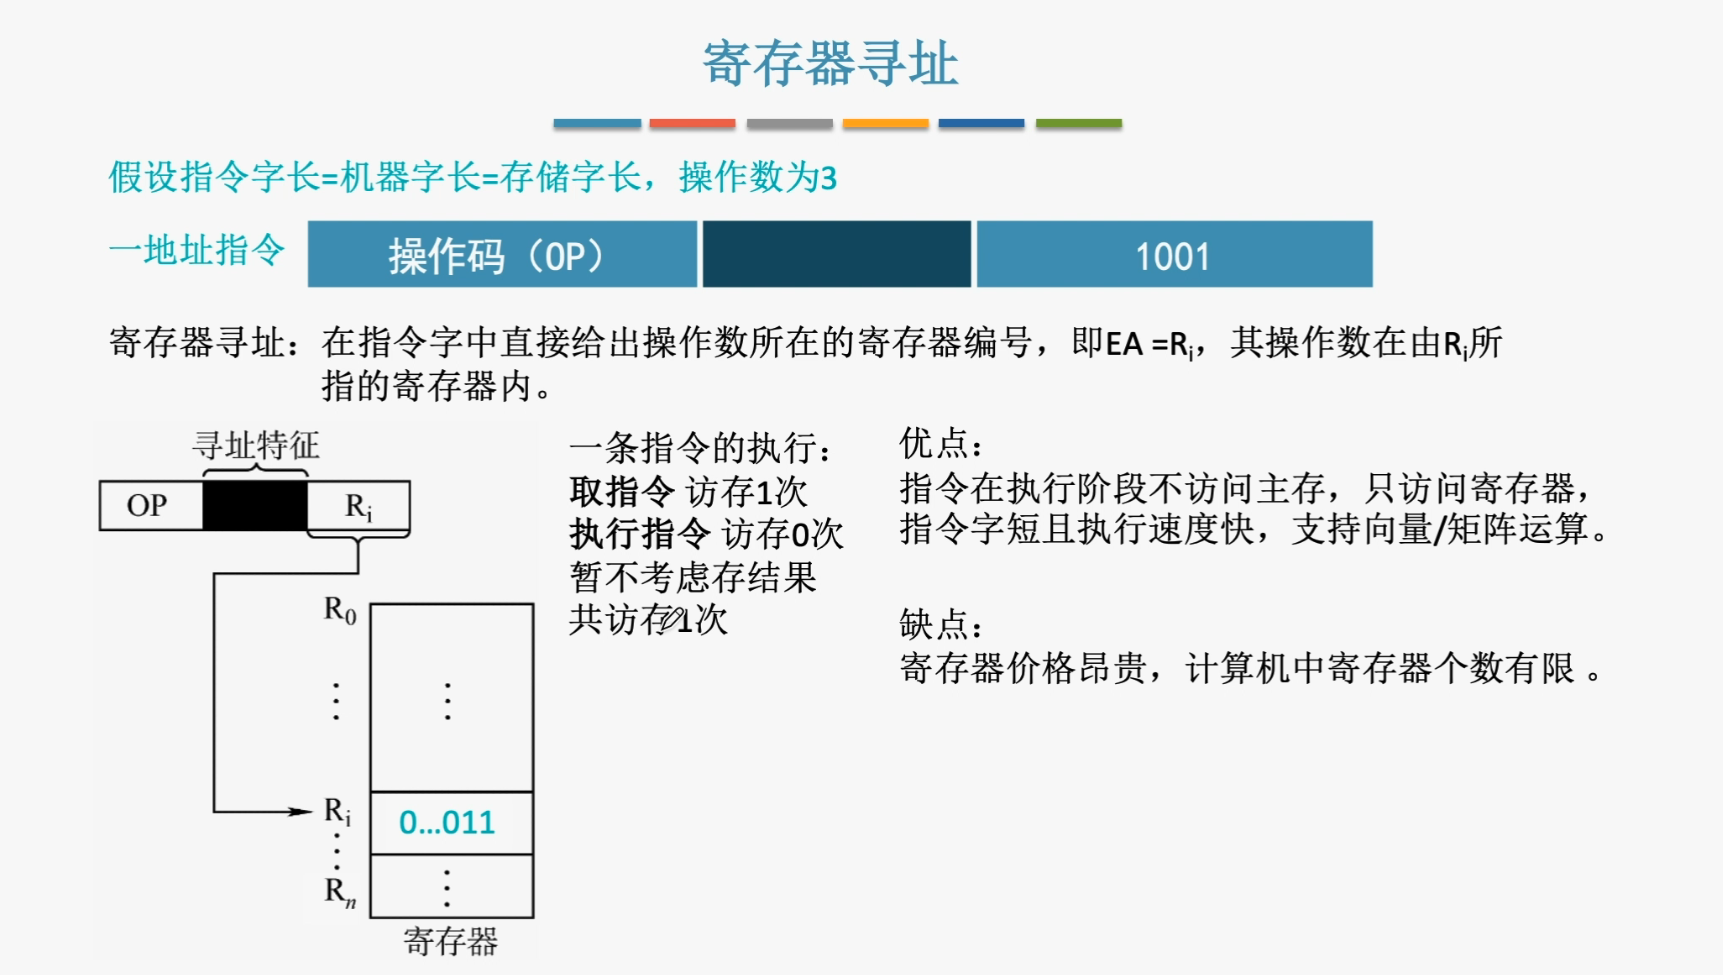 寄存器寻址
假设指令字长=机器字长=存储字长，操作数为3
一地址指令 操作码（OP） 1001
寄存器寻址：在指令字中直接给出操作数所在的寄存器编号，即EA =Ri，其操作数在由Ri所
指的寄存器内。
寻址特征
OP Ri
R0
⋮ ⋮
Ri 0...011
⋮
Rn ⋮
寄存器
一条指令的执行：
取指令 访存1次
执行指令 访存0次
暂不考虑存结果
共访存1次
优点：
指令在执行阶段不访问主存，只访问寄存器，
指令字短且执行速度快，支持向量/矩阵运算。
缺点：
寄存器价格昂贵，计算机中寄存器个数有限 。